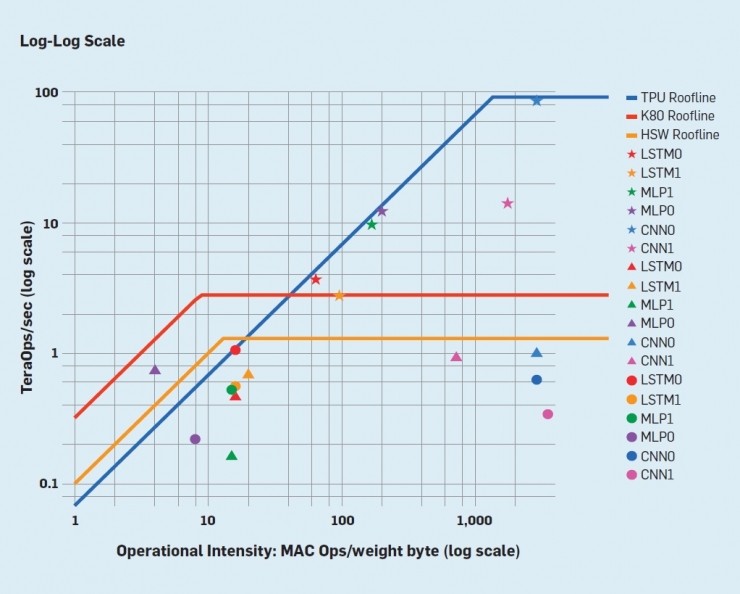 Log-Log Scale
100
10
1
0.1
TeraOps/sec (log scale)
1
10
100
1,000
Operational Intensity: MAC Ops/weight byte (log scale)
TPU Roofline
K80 Roofline
HSW Roofline
LSTM0
LSTM1
MLP1
MLP0
CNN0
CNN1
LSTM0
LSTM1
MLP1
MLP0
CNN0
CNN1
LSTM0
LSTM1
MLP1
MLP0
CNN0
CNN1